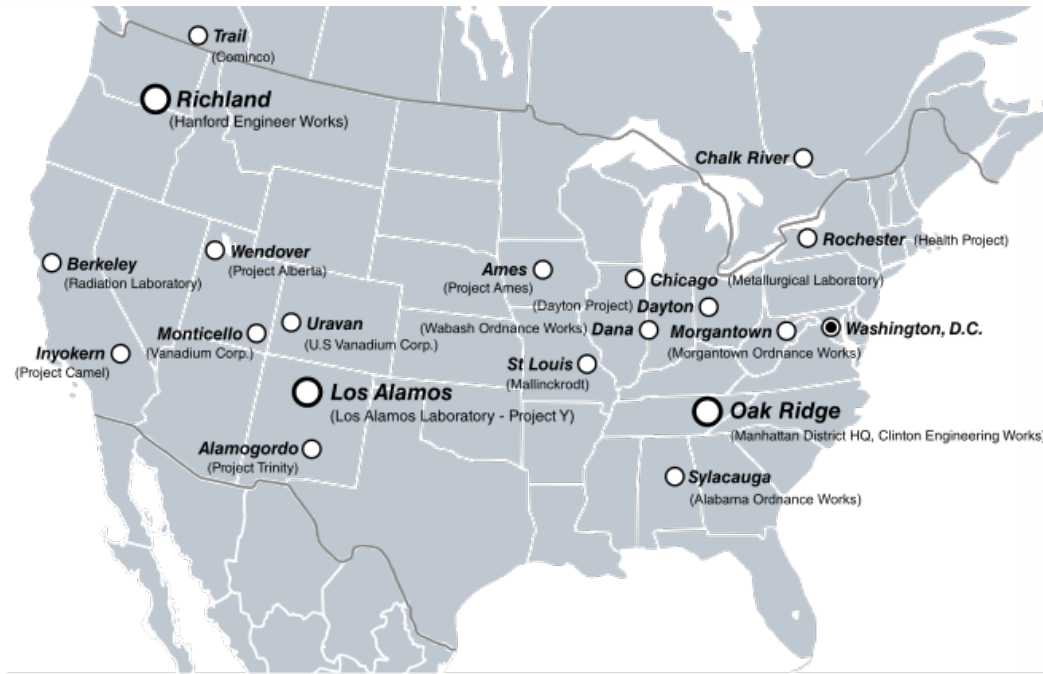 Trail
(Cominco)
Richland
(Hanford Engineer Works)
Chalk River
Rochester (Health Project)
Wendover
(Project Alberta)
Berkeley
(Radiation Laboratory)
Ames
(Project Ames)
Chicago (Metallurgical Laboratory)
(Dayton Project) Dayton
Uravan
(U.S Vanadium Corp.)
Monticello
(Vanadium Corp.)
(Wabash Ordnance Works) Dana
Morgantown
(Morgantown Ordnance Works)
Washington, D.C.
Inyokern
(Project Camel)
St Louis
(Mallinckrodt)
Los Alamos
(Los Alamos Laboratory - Project Y)
Oak Ridge
(Manhattan District HQ, Clinton Engineering Works)
Alamogordo
(Project Trinity)
Sylacauga
(Alabama Ordnance Works)